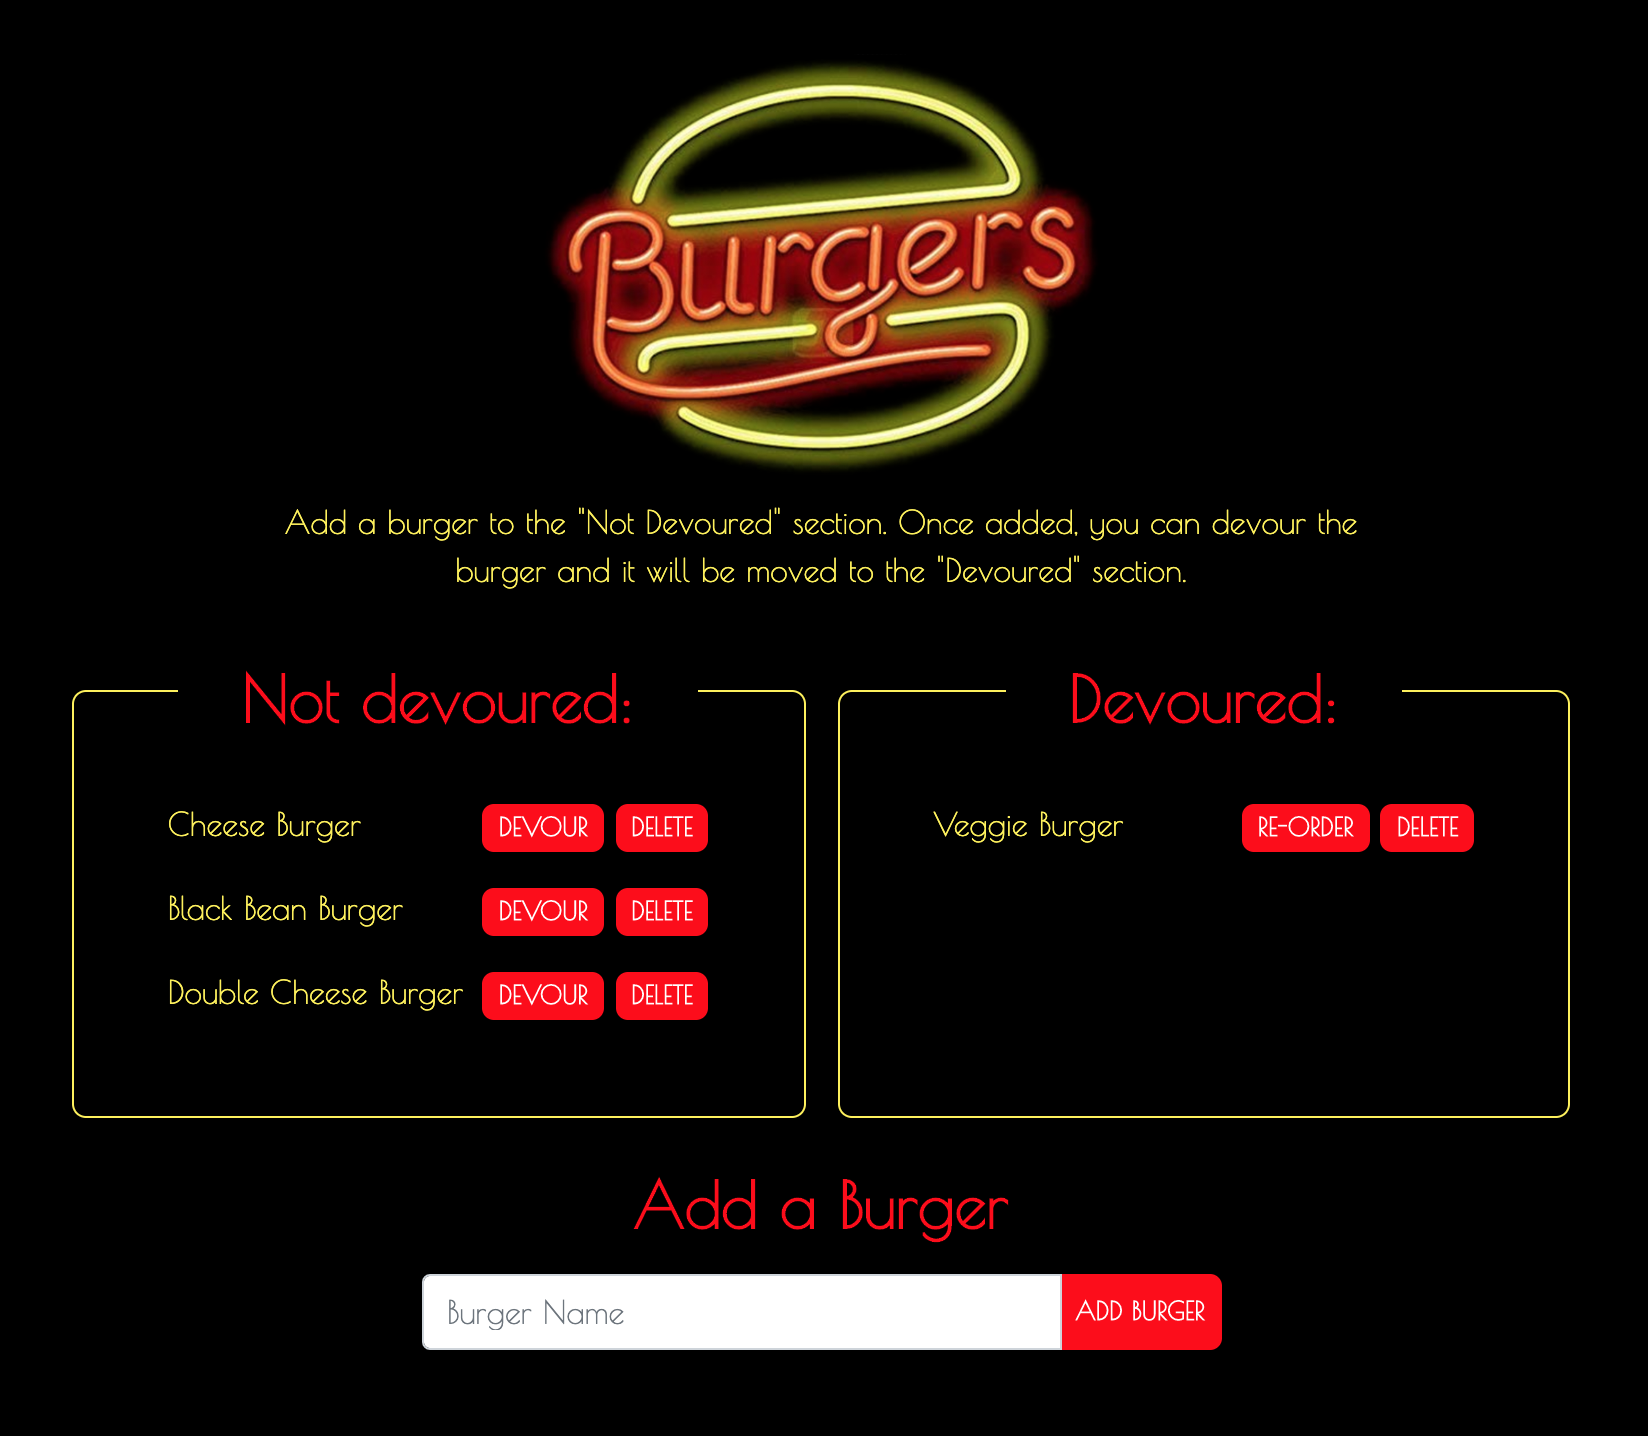 Burgers
Add a burger to the "Not Devoured" section. Once added, you can devour the
burger and it will be moved to the "Devoured" section.
Not devoured:
Cheese Burger DEVOUR DELETE
Black Bean Burger DEVOUR DELETE
Double Cheese Burger DEVOUR DELETE
Devoured:
Veggie Burger RE-ORDER DELETE
Add a Burger
Burger Name ADD BURGER